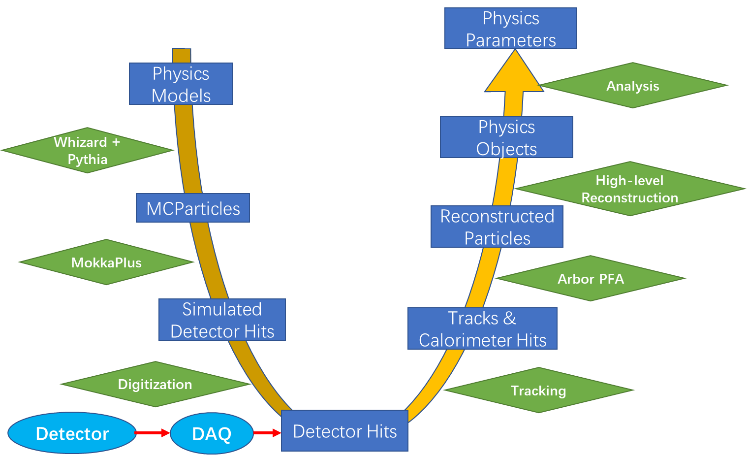 Physics
Models
Whizard +
Pythia
MCParticles
MokkaPlus
Simulated
Detector Hits
Digitization
Detector
DAQ
Detector Hits
Tracking
Tracks &
Calorimeter Hits
Arbor PFA
Reconstructed
Particles
High-level
Reconstruction
Physics
Objects
Analysis
Physics
Parameters